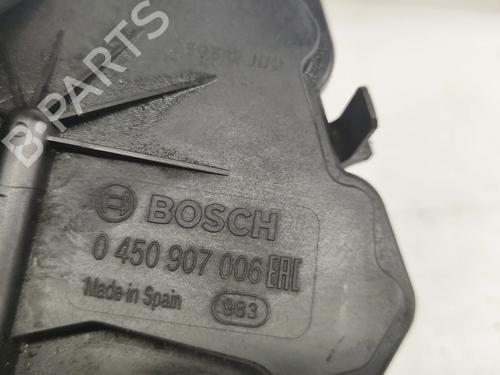 B-PARTS
BOSCH
0 450 907 006 EAC
Made in Spain 983